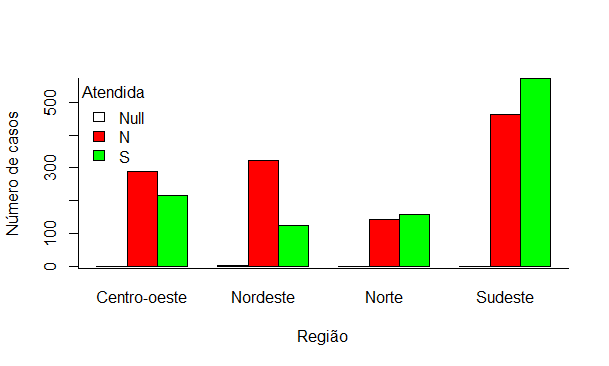 Atendida
Null
N
S
Número de casos
500
300
100
0
Centro-oeste
Nordeste
Norte
Sudeste
Região